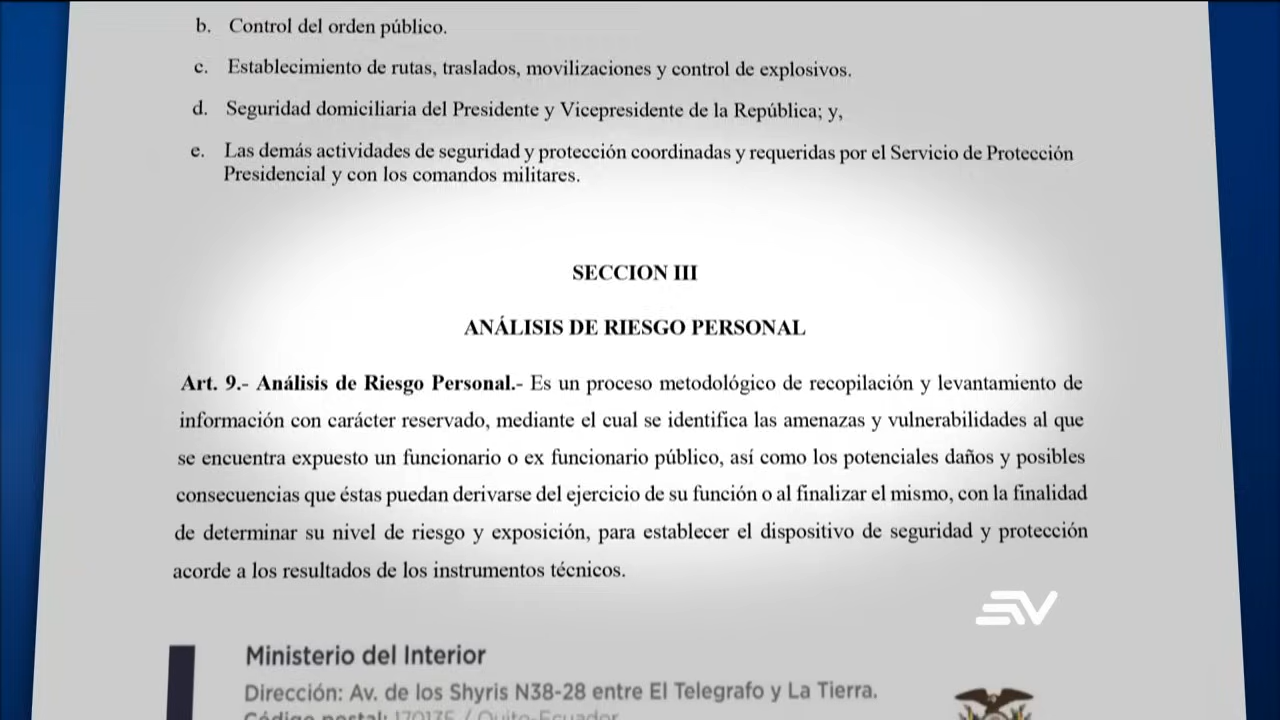 b. Control del orden público.
c. Establecimiento de rutas, traslados, movilizaciones y control de explosivos.
d. Seguridad domiciliaria del Presidente y Vicepresidente de la República; y,
e. Las demás actividades de seguridad y protección coordinadas y requeridas por el Servicio de Protección
Presidencial y con los comandos militares.
SECCION III
ANÁLISIS DE RIESGO PERSONAL
Art. 9.- Análisis de Riesgo Personal.- Es un proceso metodológico de recopilación y levantamiento de
información con carácter reservado, mediante el cual se identifica las amenazas y vulnerabilidades al que
se encuentra expuesto un funcionario o ex funcionario público, así como los potenciales daños y posibles
consecuencias que éstas puedan derivarse del ejercicio de su función o al finalizar el mismo, con la finalidad
de determinar su nivel de riesgo y exposición, para establecer el dispositivo de seguridad y protección
acorde a los resultados de los instrumentos técnicos.
Ministerio del Interior
Dirección: Av. de los Shyris N38-28 entre El Telegrafo y La Tierra.
Código postal: 170135 / Quito-Ecuador